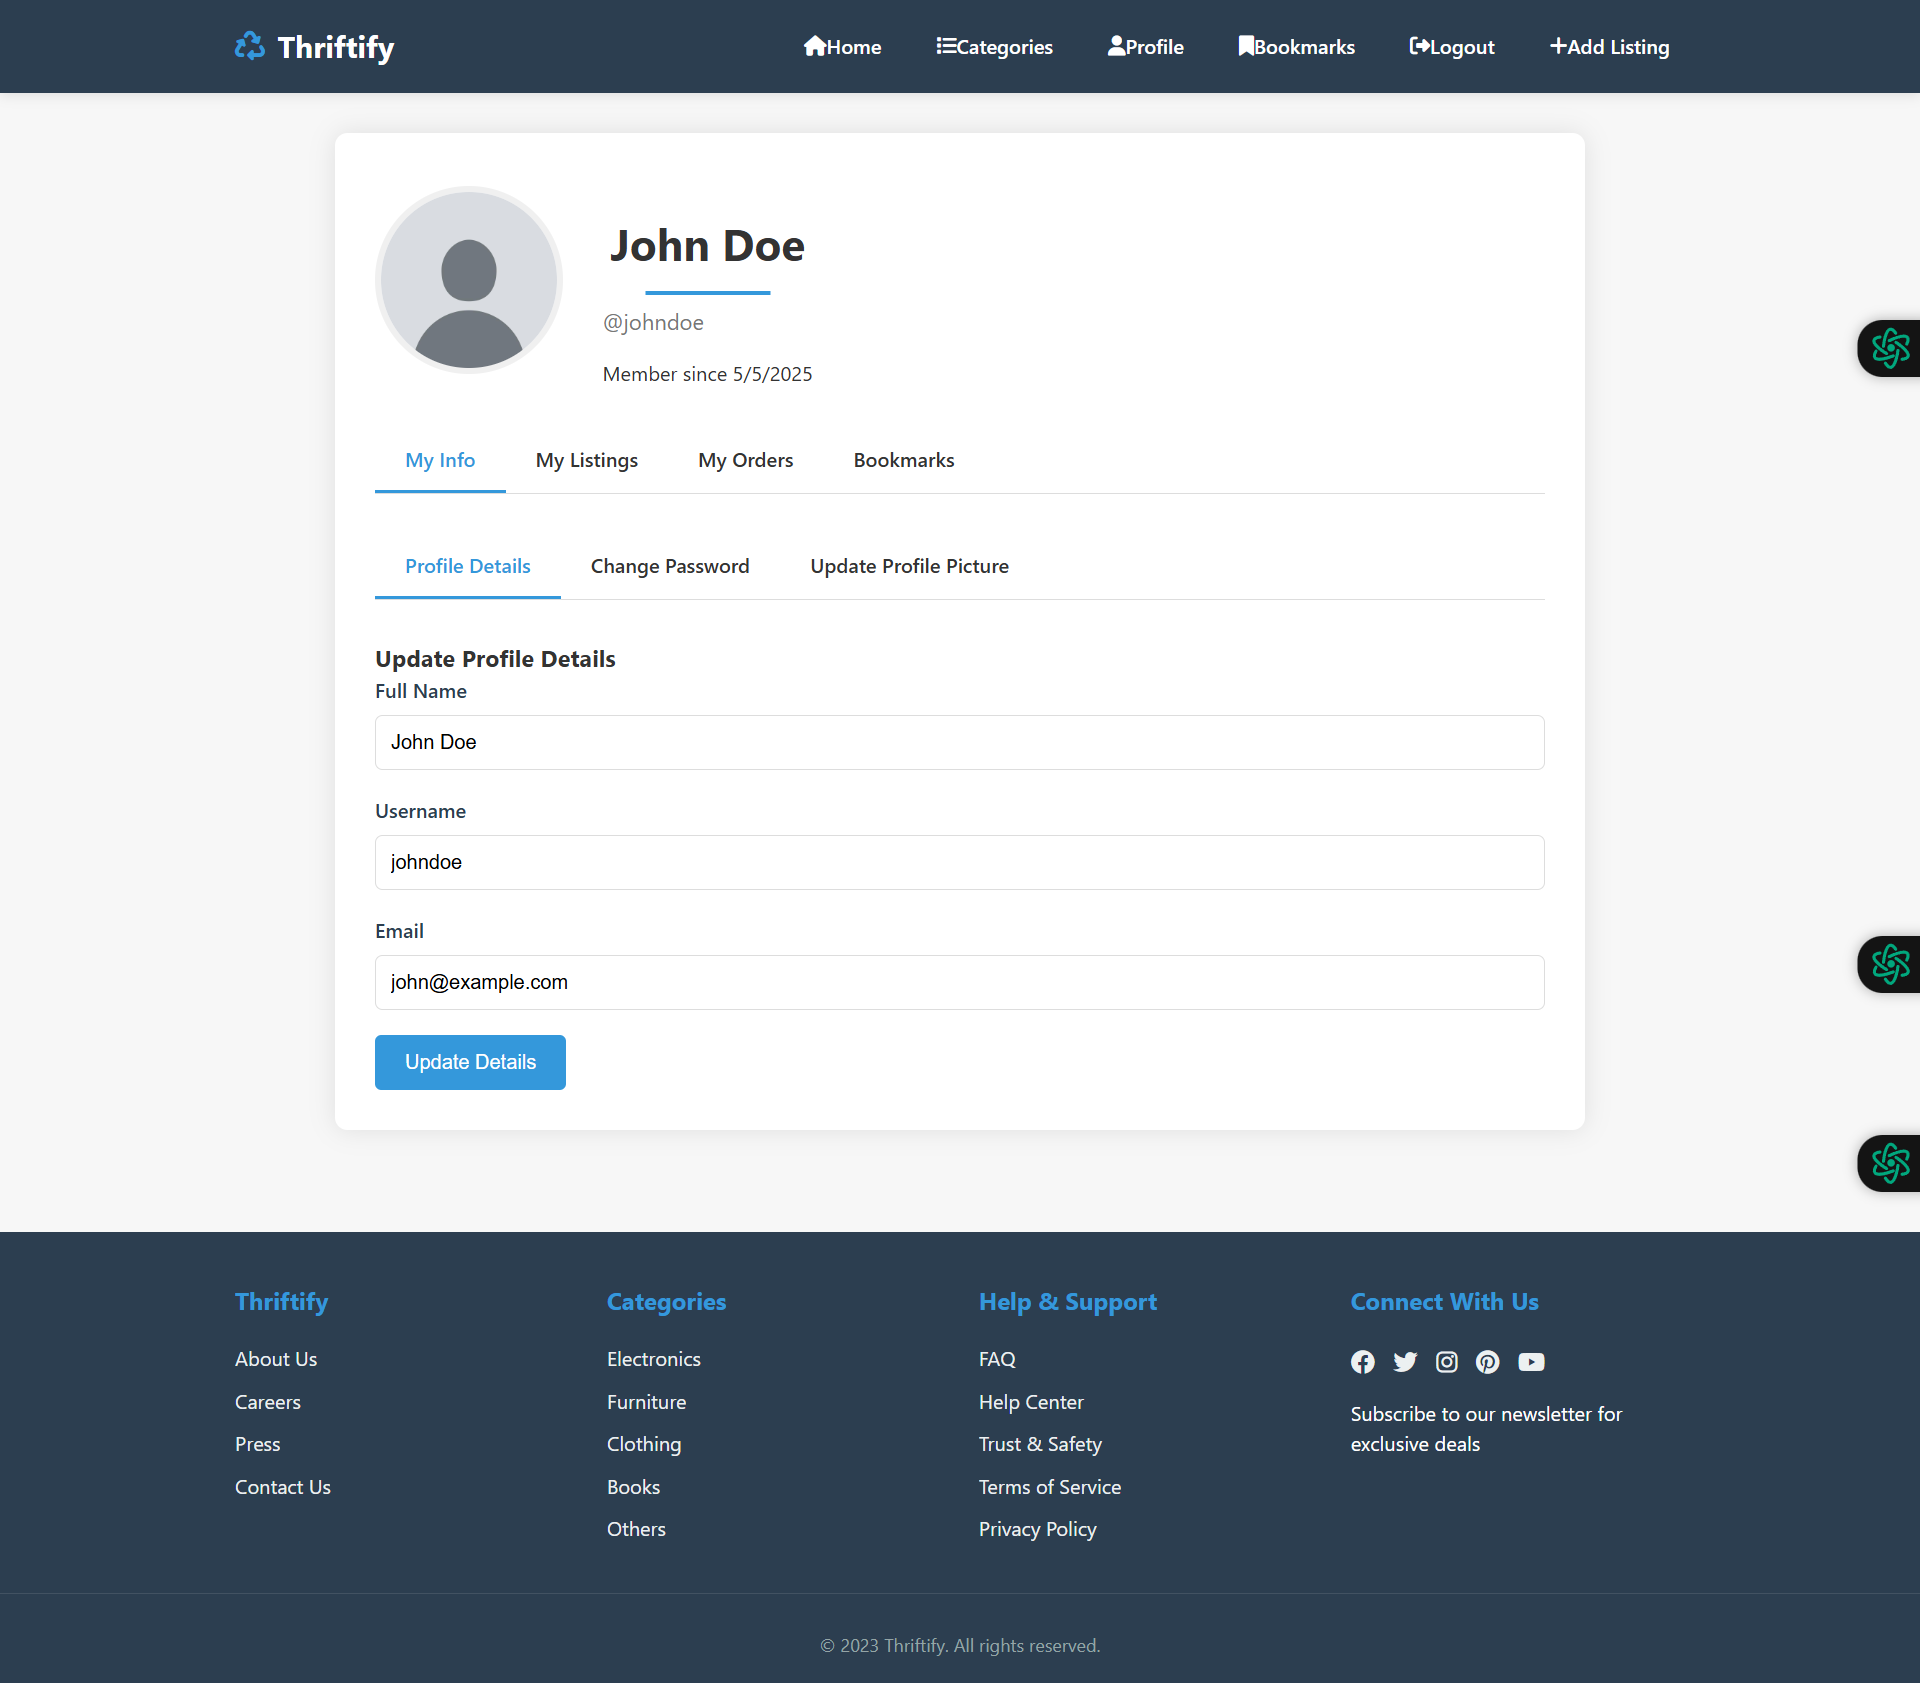 Thriftify
Home Categories Profile Bookmarks Logout Add Listing
John Doe
@johndoe
Member since 5/5/2025
My Info My Listings My Orders Bookmarks
Profile Details Change Password Update Profile Picture
Update Profile Details
Full Name
John Doe
Username
johndoe
Email
john@example.com
Update Details
Thriftify
About Us
Careers
Press
Contact Us
Categories
Electronics
Furniture
Clothing
Books
Others
Help & Support
FAQ
Help Center
Trust & Safety
Terms of Service
Privacy Policy
Connect With Us
Subscribe to our newsletter for
exclusive deals
© 2023 Thriftify. All rights reserved.